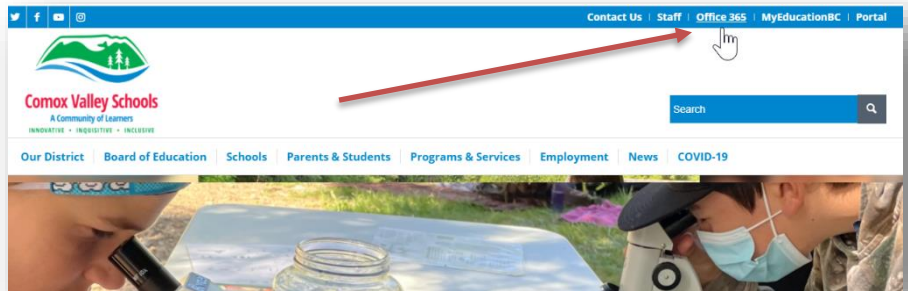 Contact Us | Staff | Office 365 | MyEducationBC | Portal
Comox Valley Schools
A Community of Learners
INNOVATIVE • INQUISITIVE • INCLUSIVE
Search
Our District | Board of Education | Schools | Parents & Students | Programs & Services | Employment | News | COVID-19